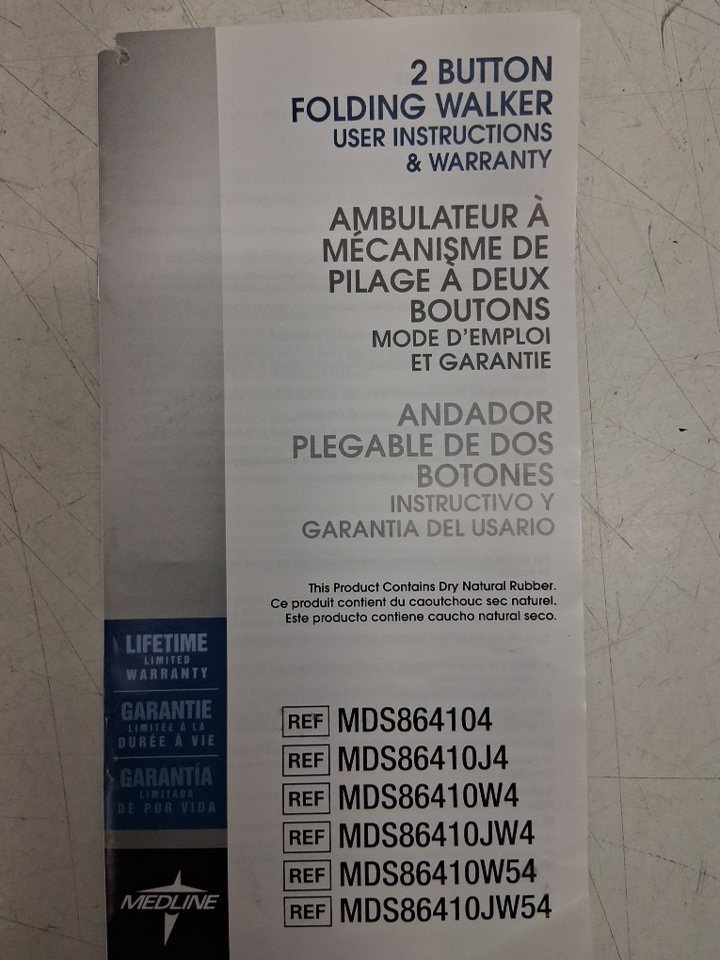 2 BUTTON
FOLDING WALKER
USER INSTRUCTIONS
& WARRANTY
AMBULATEUR À
MÉCANISME DE
PILAGE À DEUX
BOUTONS
MODE D'EMPLOI
ET GARANTIE
ANDADOR
PLEGABLE DE DOS
BOTONES
INSTRUCTIVO Y
GARANTIA DEL USARIO
This Product Contains Dry Natural Rubber.
Ce produit contient du caoutchouc sec naturel.
Este producto contiene caucho natural seco.
LIFETIME
LIMITED
WARRANTY
GARANTIE
LIMITÉE À LA
DURÉE À VIE
GARANTÍA
LIMITADA
DE POR VIDA
REF MDS864104
REF MDS86410J4
REF MDS86410W4
REF MDS86410JW4
REF MDS86410W54
REF MDS86410JW54
MEDLINE